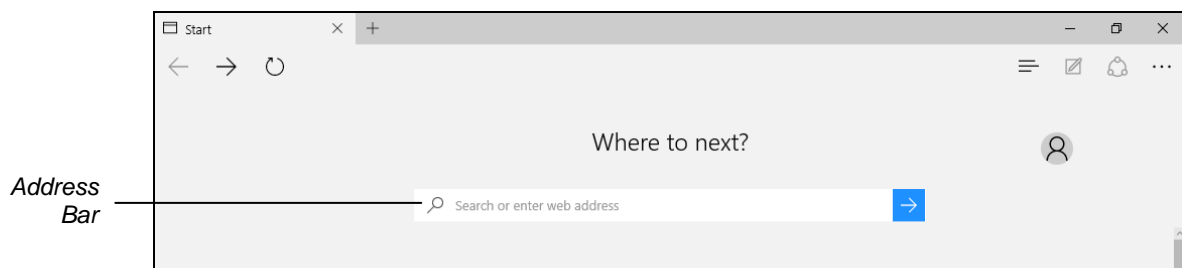 Start
Where to next?
Address
Bar
Search or enter web address